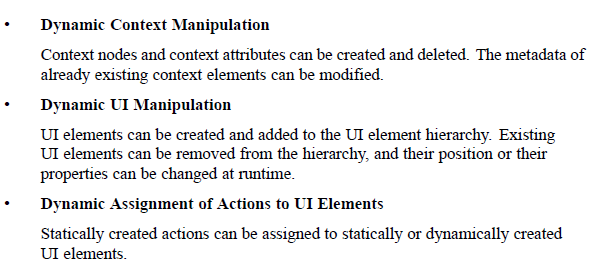 • Dynamic Context Manipulation
Context nodes and context attributes can be created and deleted. The metadata of
already existing context elements can be modified.
• Dynamic UI Manipulation
UI elements can be created and added to the UI element hierarchy. Existing
UI elements can be removed from the hierarchy, and their position or their
properties can be changed at runtime.
• Dynamic Assignment of Actions to UI Elements
Statically created actions can be assigned to statically or dynamically created
UI elements.